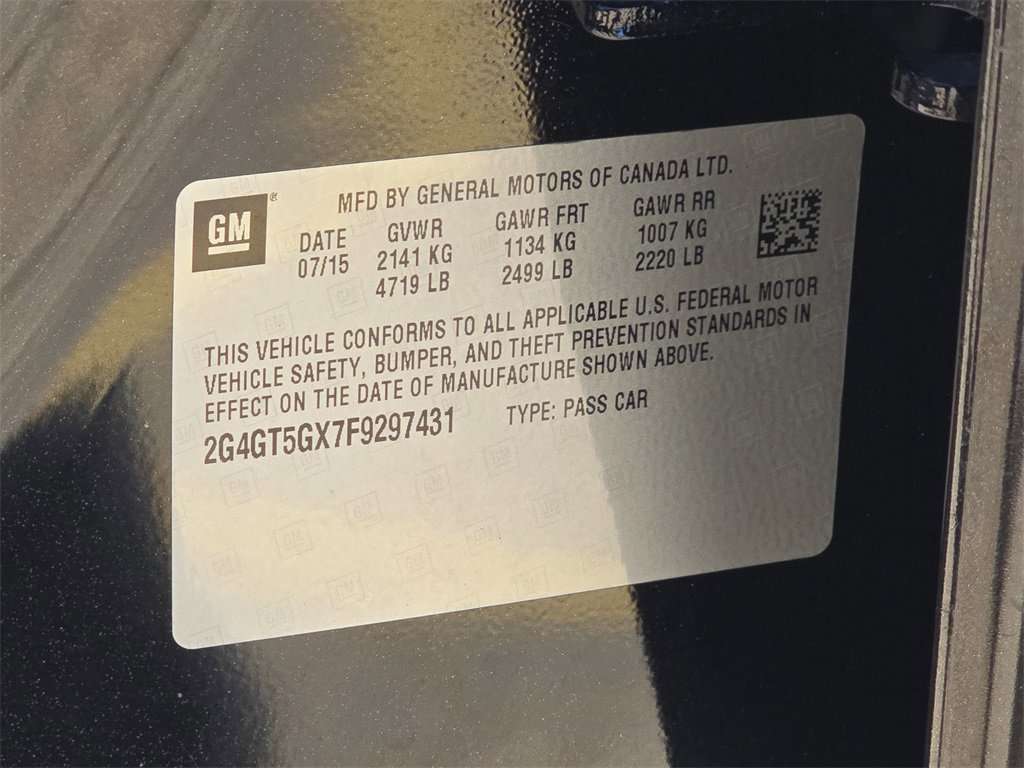 MFD BY GENERAL MOTORS OF CANADA LTD.
GM ®
DATE GVWR GAWR FRT GAWR RR
07/15 2141 KG 1134 KG 1007 KG
4719 LB 2499 LB 2220 LB
THIS VEHICLE CONFORMS TO ALL APPLICABLE U.S. FEDERAL MOTOR
VEHICLE SAFETY, BUMPER, AND THEFT PREVENTION STANDARDS IN
EFFECT ON THE DATE OF MANUFACTURE SHOWN ABOVE.
2G4GT5GX7F9297431 TYPE: PASS CAR